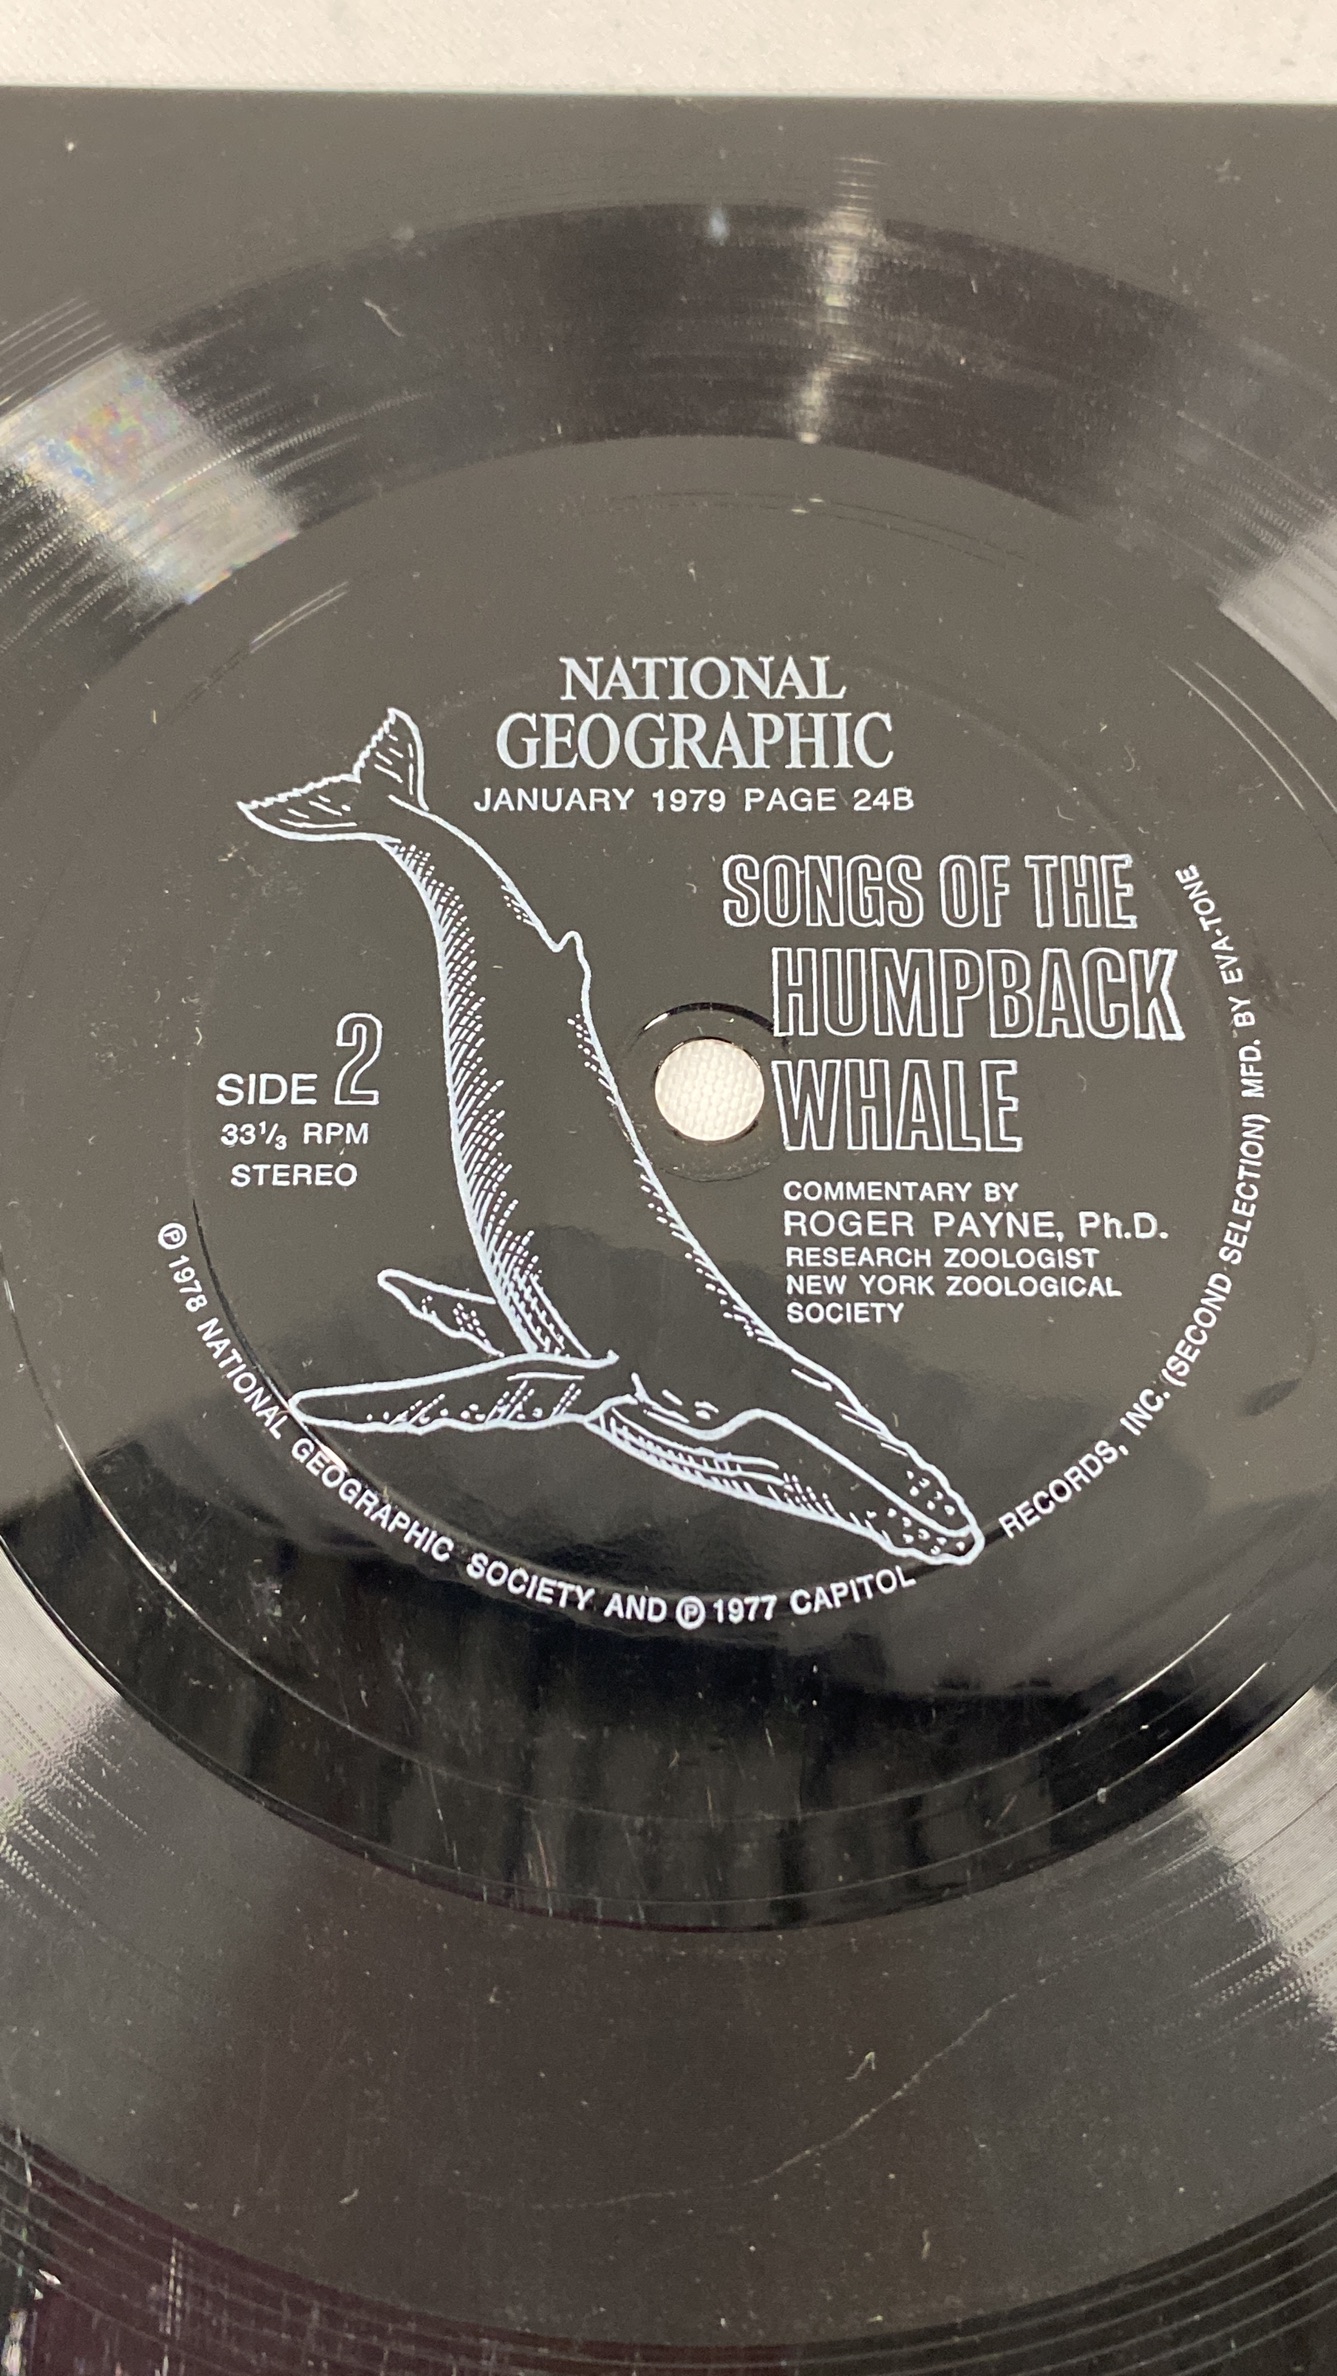 NATIONAL
GEOGRAPHIC
JANUARY 1979 PAGE 24B
SONGS OF THE
HUMPBACK
WHALE
SIDE 2
33⅓ RPM
STEREO
COMMENTARY BY
ROGER PAYNE, Ph.D.
RESEARCH ZOOLOGIST
NEW YORK ZOOLOGICAL
SOCIETY
Ⓟ 1978 NATIONAL GEOGRAPHIC SOCIETY AND Ⓟ 1977 CAPITOL RECORDS, INC. (SECOND SELECTION) MFD. BY EVA-TONE